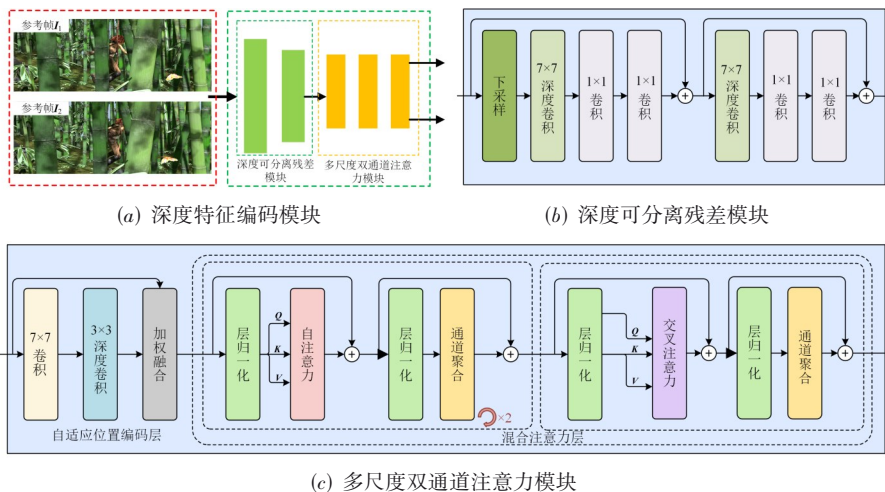 参考帧I₁
参考帧I₂
深度可分离残差
模块
多尺度双通道注意
力模块
(a) 深度特征编码模块
下采样
7×7深度卷积
1×1卷积
1×1卷积
+
7×7深度卷积
1×1卷积
1×1卷积
+
(b) 深度可分离残差模块
7×7卷积
3×3深度卷积
加权融合
自适应位置编码层
层归一化
Q
K
V
自注意力
+
层归一化
通道聚合
+
×2
层归一化
Q
K
V
交叉注意力
+
层归一化
通道聚合
+
混合注意力层
(c) 多尺度双通道注意力模块